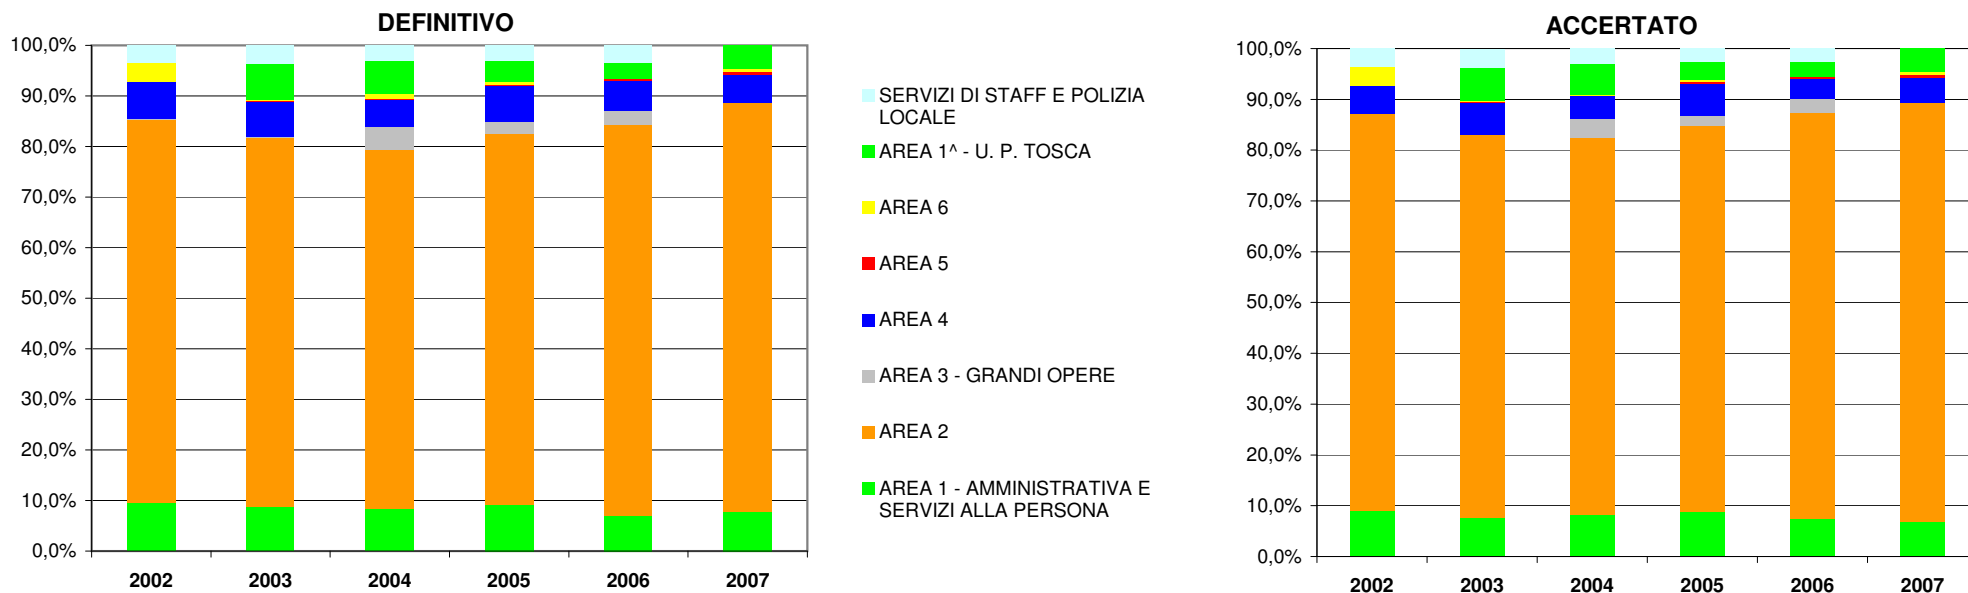 DEFINITIVO
100,0%
90,0%
80,0%
70,0%
60,0%
50,0%
40,0%
30,0%
20,0%
10,0%
0,0%
2002 2003 2004 2005 2006 2007
SERVIZI DI STAFF E POLIZIA
LOCALE
AREA 1^ - U. P. TOSCA
AREA 6
AREA 5
AREA 4
AREA 3 - GRANDI OPERE
AREA 2
AREA 1 - AMMINISTRATIVA E
SERVIZI ALLA PERSONA
ACCERTATO
100,0%
90,0%
80,0%
70,0%
60,0%
50,0%
40,0%
30,0%
20,0%
10,0%
0,0%
2002 2003 2004 2005 2006 2007